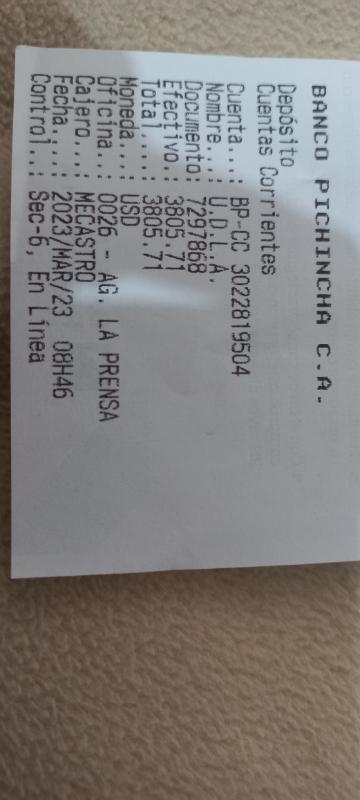 BANCO PICHINCHA C.A.
Depósito
Cuentas Corrientes
Cuenta...: BP-CC 3022819504
Nombre...: U.D.L.A.
Documento: 7297868
Efectivo.: 3805.71
Total....: 3805.71
Moneda...: USD
Oficina..: 0026 - AG. LA PRENSA
Cajero...: MECASTRO
Fecha....: 2023/MAR/23 08H46
Control..: Sec-6, En Línea